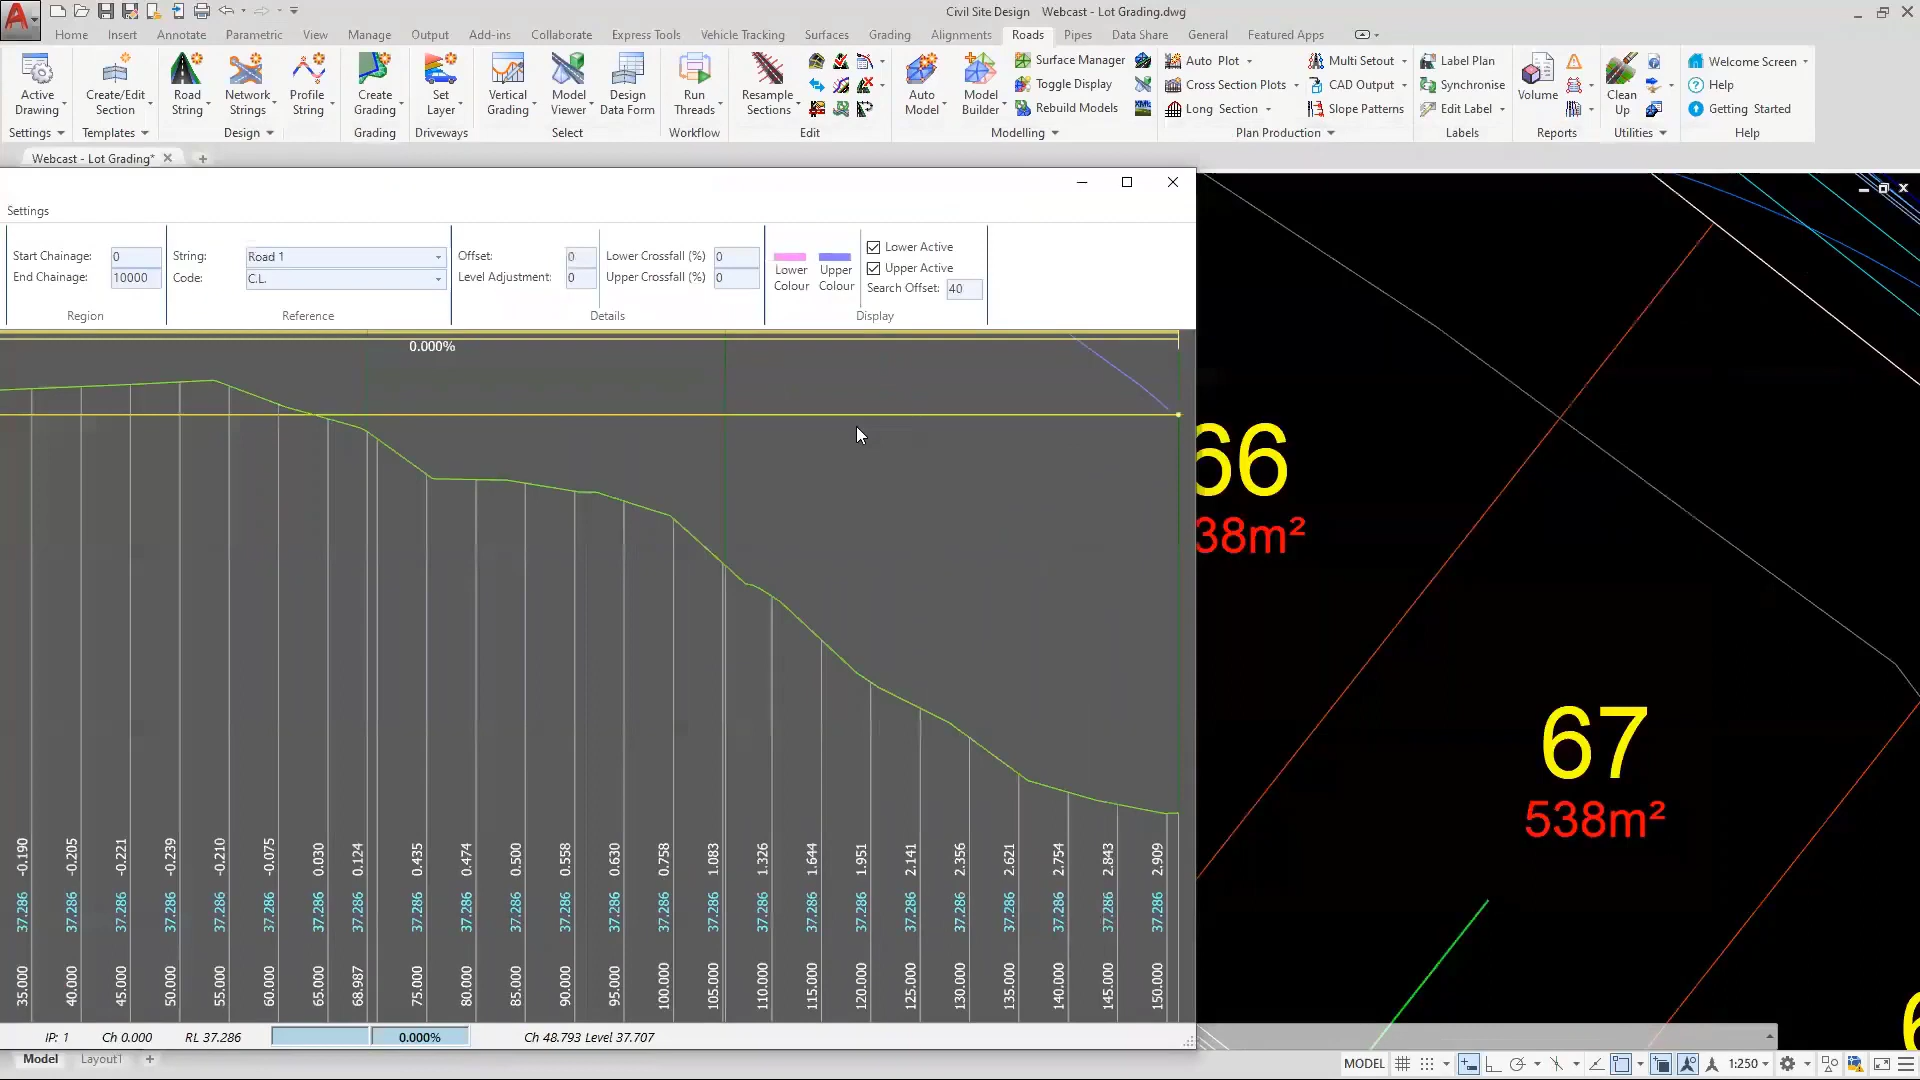 Civil Site Design Webcast - Lot Grading.dwg
Home Insert Annotate Parametric View Manage Output Add-ins Collaborate Express Tools Vehicle Tracking Surfaces Grading Alignments Roads Pipes Data Share General Featured Apps
Active Drawing
Create/Edit Section
Road String
Network Strings
Profile String
Create Grading
Set Layer
Vertical Grading
Model Viewer
Design Data Form
Run Threads
Resample Sections
Auto Model
Model Builder
Surface Manager
Toggle Display
Rebuild Models
Auto Plot
Cross Section Plots
Long Section
Multi Setout
CAD Output
Slope Patterns
Label Plan
Synchronise
Edit Label
Volume
Clean Up
Welcome Screen
Help
Getting Started
Settings Templates Design Grading Driveways Select Workflow Edit Modelling Plan Production Labels Reports Utilities Help
Webcast - Lot Grading*
Settings
Start Chainage: 0
End Chainage: 10000
Region
String: Road 1
Code: C.L.
Reference
Offset: 0
Level Adjustment: 0
Lower Crossfall (%) 0
Upper Crossfall (%) 0
Details
Lower Colour
Upper Colour
Lower Active
Upper Active
Search Offset: 40
Display
0.000%
66
38m²
67
538m²
-0.190 -0.205 -0.221 -0.239 -0.210 -0.075 0.030 0.124 0.435 0.474 0.500 0.558 0.630 0.758 1.083 1.326 1.644 1.951 2.141 2.356 2.621 2.754 2.843 2.909
37.286 37.286 37.286 37.286 37.286 37.286 37.286 37.286 37.286 37.286 37.286 37.286 37.286 37.286 37.286 37.286 37.286 37.286 37.286 37.286 37.286 37.286 37.286 37.286
35.000 40.000 45.000 50.000 55.000 60.000 65.000 68.987 75.000 80.000 85.000 90.000 95.000 100.000 105.000 110.000 115.000 120.000 125.000 130.000 135.000 140.000 145.000 150.000
IP: 1 Ch 0.000 RL 37.286 0.000% Ch 48.793 Level 37.707
Model Layout1 +
MODEL 1:250